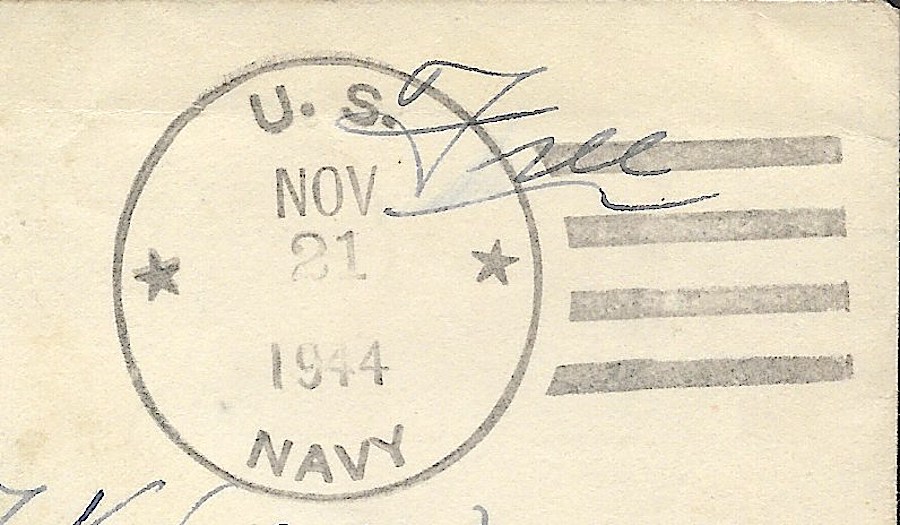 U. S.
Free
NOV
21
1944
NAVY